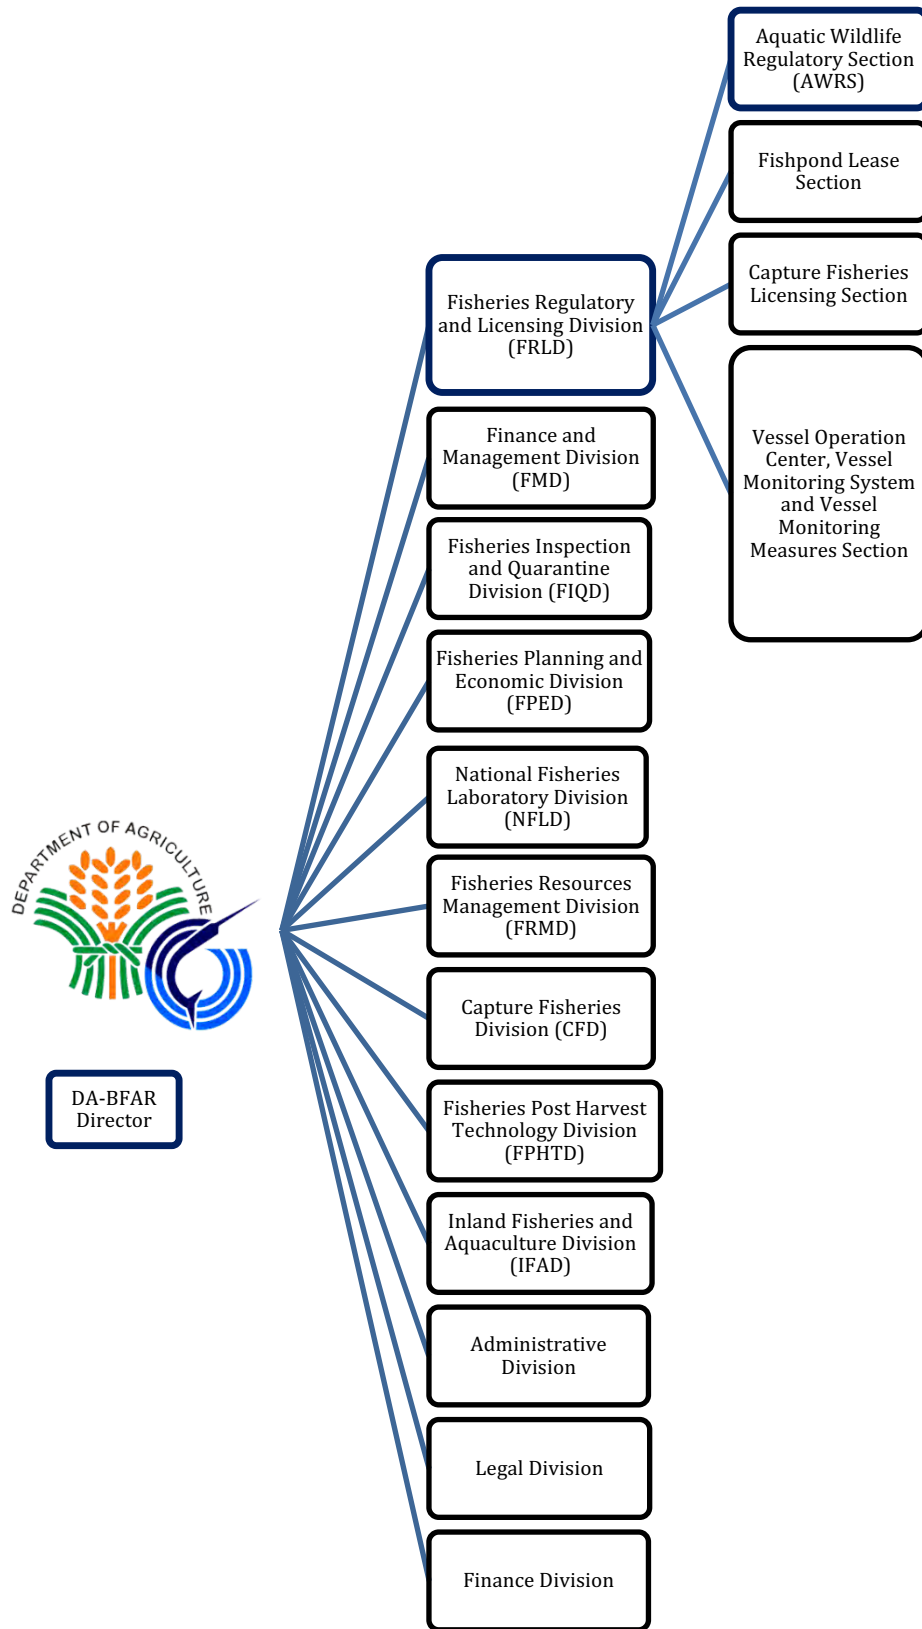 Aquatic Wildlife
Regulatory Section
(AWRS)
Fishpond Lease
Section
Capture Fisheries
Licensing Section
Vessel Operation
Center, Vessel
Monitoring System
and Vessel
Monitoring
Measures Section
Fisheries Regulatory
and Licensing Division
(FRLD)
Finance and
Management Division
(FMD)
Fisheries Inspection
and Quarantine
Division (FIQD)
Fisheries Planning and
Economic Division
(FPED)
National Fisheries
Laboratory Division
(NFLD)
Fisheries Resources
Management Division
(FRMD)
Capture Fisheries
Division (CFD)
Fisheries Post Harvest
Technology Division
(FPHTD)
Inland Fisheries and
Aquaculture Division
(IFAD)
Administrative
Division
Legal Division
Finance Division
DEPARTMENT OF AGRICULTURE
DA-BFAR
Director